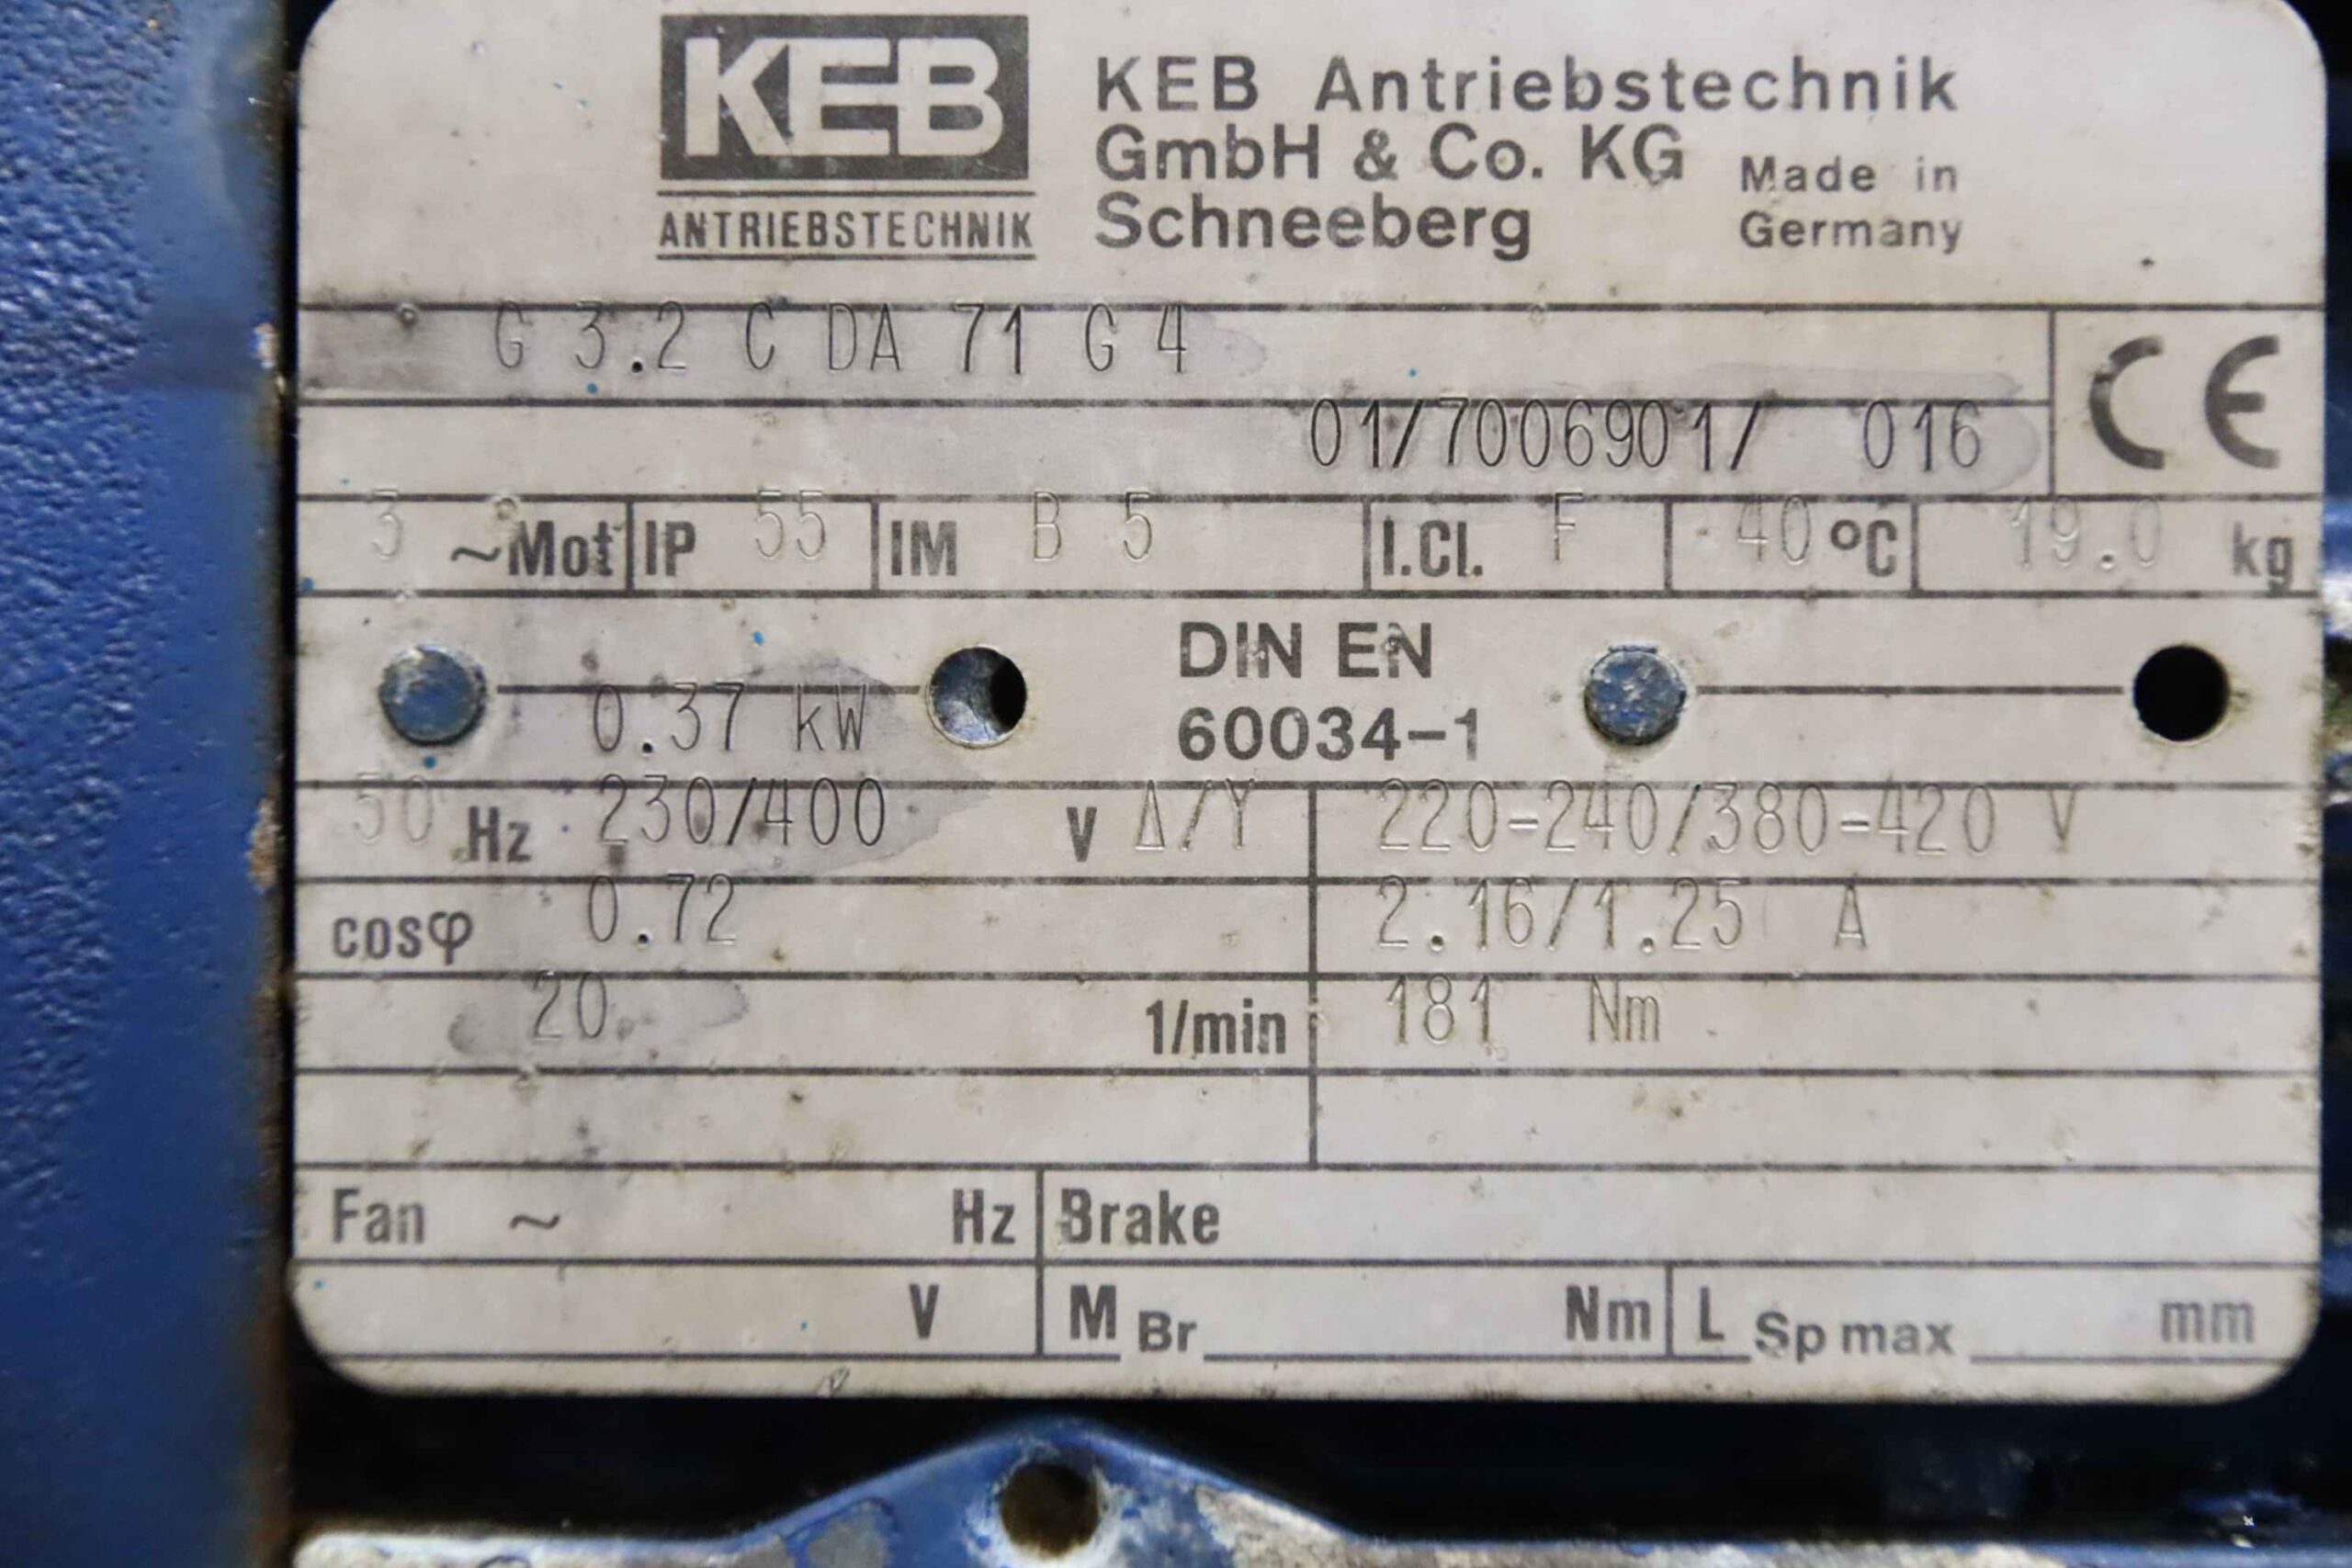 KEB
ANTRIEBSTECHNIK
KEB Antriebstechnik
GmbH & Co. KG
Schneeberg
Made in
Germany
G 3.2 C DA 71 G 4
01/7006901/ 016
CE
3 ~Mot IP 55 IM B 5 I.Cl. F 40 °C 19.0 kg
DIN EN
60034-1
0.37 kW
50 Hz 230/400 V Δ/Y 220-240/380-420 V
cosφ 0.72 2.16/1.25 A
20 1/min 181 Nm
Fan ~ Hz Brake
V M Br Nm L Sp max mm